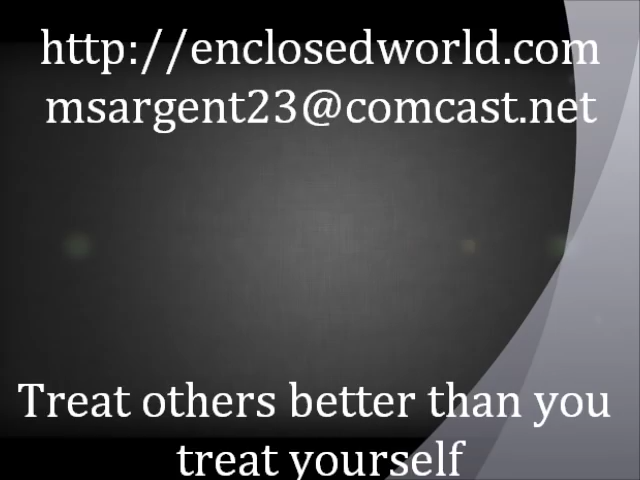 http://enclosedworld.com
msargent23@comcast.net
Treat others better than you
treat yourself